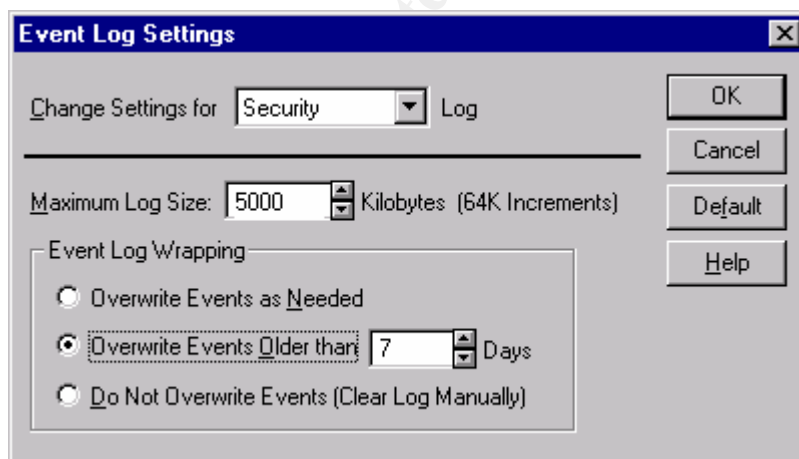 Event Log Settings
Change Settings for Security Log
OK
Cancel
Maximum Log Size: 5000 Kilobytes (64K Increments)
Default
Event Log Wrapping
Help
Overwrite Events as Needed
Overwrite Events Older than 7 Days
Do Not Overwrite Events (Clear Log Manually)